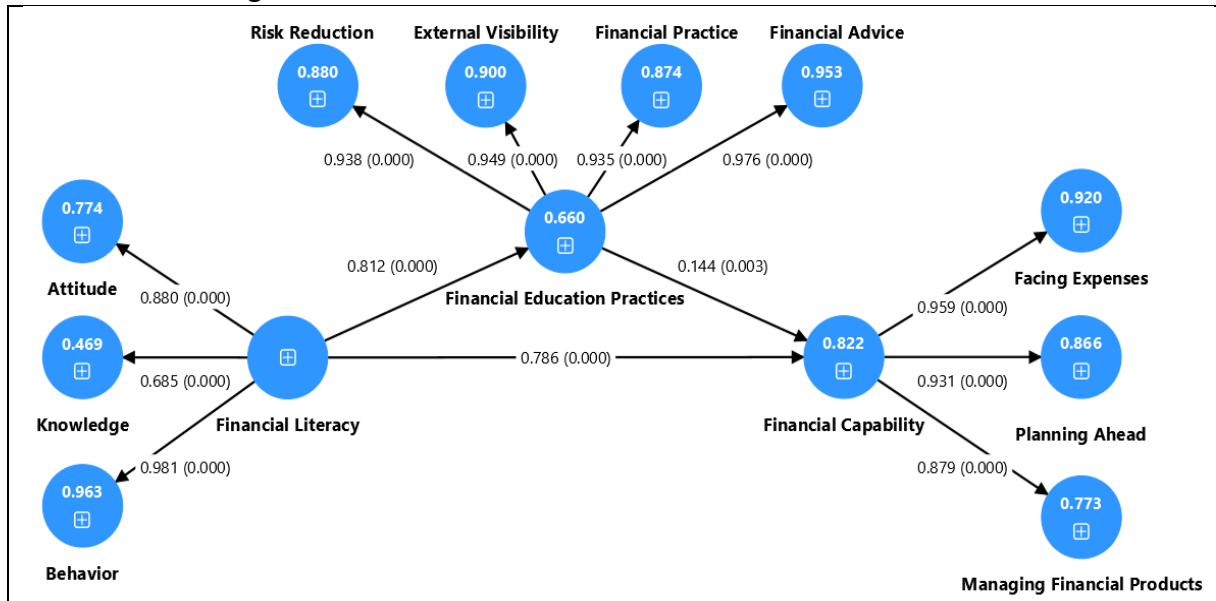 Risk Reduction External Visibility Financial Practice Financial Advice
0.880 0.900 0.874 0.953
0.938 (0.000) 0.949 (0.000) 0.935 (0.000) 0.976 (0.000)
0.774
Attitude
0.880 (0.000)
0.660
Financial Education Practices
0.812 (0.000)
0.144 (0.003)
0.920
Facing Expenses
0.959 (0.000)
0.469
Knowledge
0.685 (0.000)
Financial Literacy
0.786 (0.000)
0.822
Financial Capability
0.931 (0.000)
0.866
Planning Ahead
0.981 (0.000)
0.963
Behavior
0.879 (0.000)
0.773
Managing Financial Products